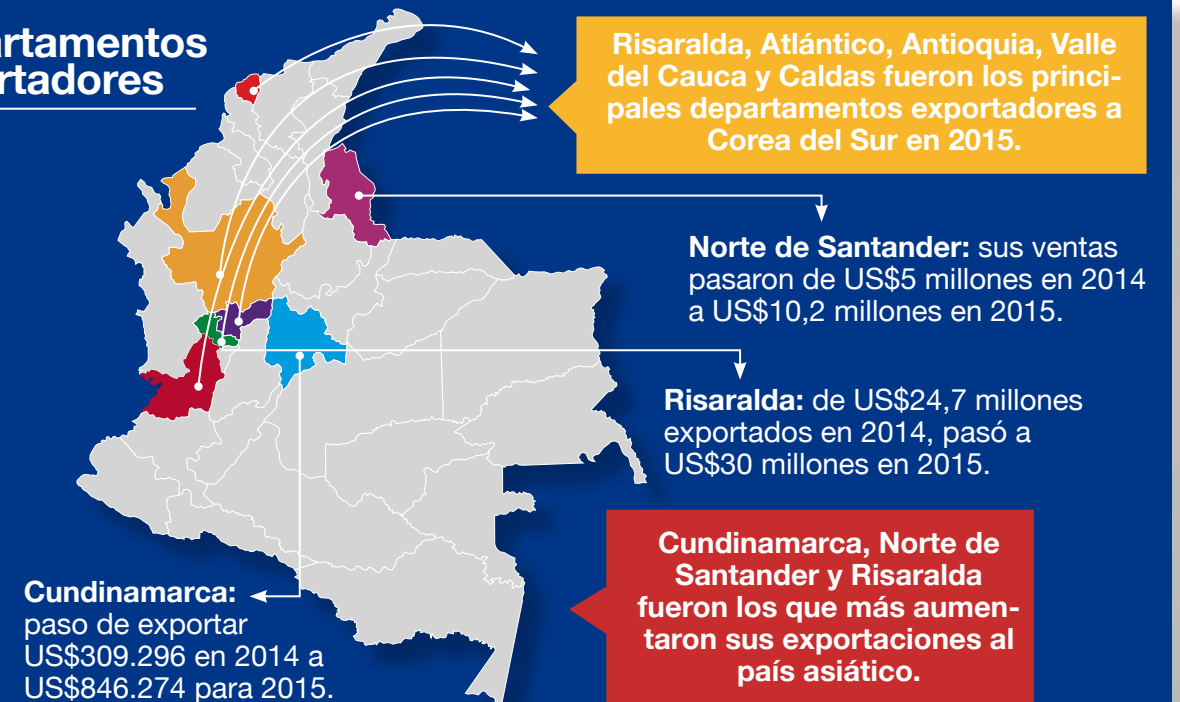 artamentos
rtadores
Risaralda, Atlántico, Antioquia, Valle
del Cauca y Caldas fueron los princi-
pales departamentos exportadores a
Corea del Sur en 2015.
Norte de Santander: sus ventas
pasaron de US$5 millones en 2014
a US$10,2 millones en 2015.
Risaralda: de US$24,7 millones
exportados en 2014, pasó a
US$30 millones en 2015.
Cundinamarca, Norte de
Santander y Risaralda
fueron los que más aumen-
taron sus exportaciones al
país asiático.
Cundinamarca:
paso de exportar
US$309.296 en 2014 a
US$846.274 para 2015.